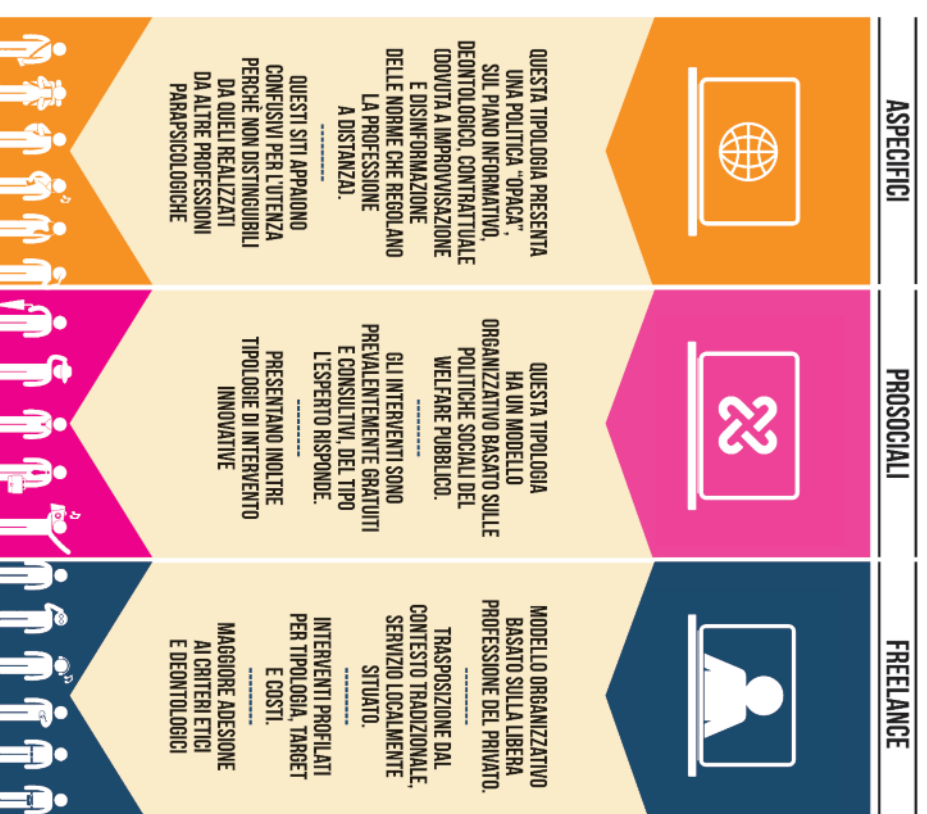 ASPECIFICI
QUESTA TIPOLOGIA PRESENTA
UNA POLITICA “OPACA”,
SUL PIANO INFORMATIVO,
DEONTOLOGICO, CONTRATTUALE
(DOVUTA A IMPROVVISAZIONE
E DISINFORMAZIONE
DELLE NORME CHE REGOLANO
LA PROFESSIONE
A DISTANZA).
QUESTI SITI APPAIONO
CONFUSIVI PER L'UTENZA
PERCHÈ NON DISTINGUIBILI
DA QUELI REALIZZATI
DA ALTRE PROFESSIONI
PARAPSICOLOGICHE
PROSOCIALI
QUESTA TIPOLOGIA
HA UN MODELLO
ORGANIZZATIVO BASATO SULLE
POLITICHE SOCIALI DEL
WELFARE PUBBLICO.
GLI INTERVENTI SONO
PREVALENTEMENTE GRATUITI
E CONSULTIVI, DEL TIPO
L'ESPERTO RISPONDE.
PRESENTANO INOLTRE
TIPOLOGIE DI INTERVENTO
INNOVATIVE
FREELANCE
MODELLO ORGANIZZATIVO
BASATO SULLA LIBERA
PROFESSIONE DEL PRIVATO.
TRASPOSIZIONE DAL
CONTESTO TRADIZIONALE,
SERVIZIO LOCALMENTE
SITUATO.
INTERVENTI PROFILATI
PER TIPOLOGIA, TARGET
E COSTI.
MAGGIORE ADESIONE
AI CRITERI ETICI
E DEONTOLOGICI